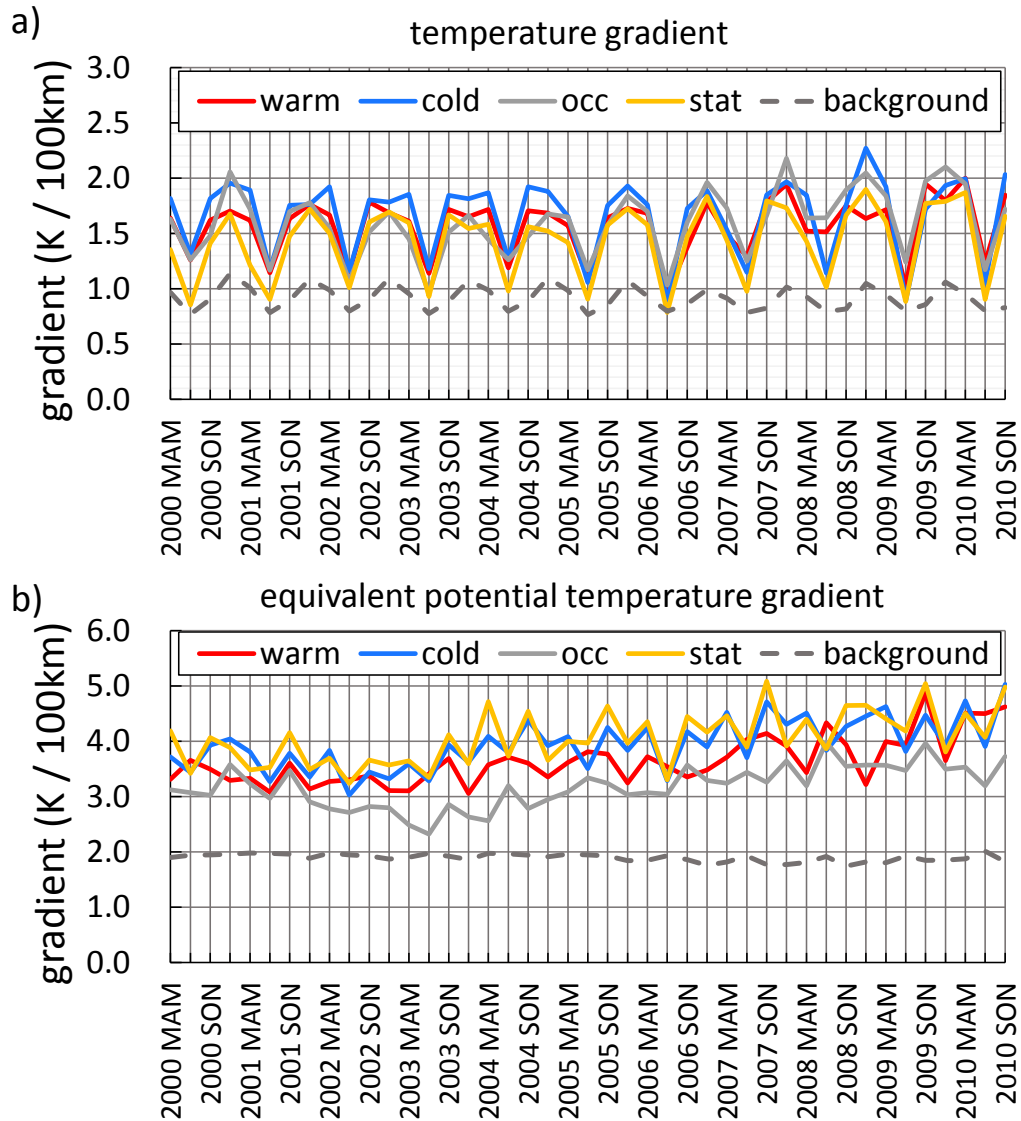 a)
temperature gradient
gradient (K / 100km)
3.0
2.5
2.0
1.5
1.0
0.5
0.0
warm cold occ stat background
2000 MAM
2000 SON
2001 MAM
2001 SON
2002 MAM
2002 SON
2003 MAM
2003 SON
2004 MAM
2004 SON
2005 MAM
2005 SON
2006 MAM
2006 SON
2007 MAM
2007 SON
2008 MAM
2008 SON
2009 MAM
2009 SON
2010 MAM
2010 SON
b)
equivalent potential temperature gradient
gradient (K / 100km)
6.0
5.0
4.0
3.0
2.0
1.0
0.0
warm cold occ stat background
2000 MAM
2000 SON
2001 MAM
2001 SON
2002 MAM
2002 SON
2003 MAM
2003 SON
2004 MAM
2004 SON
2005 MAM
2005 SON
2006 MAM
2006 SON
2007 MAM
2007 SON
2008 MAM
2008 SON
2009 MAM
2009 SON
2010 MAM
2010 SON